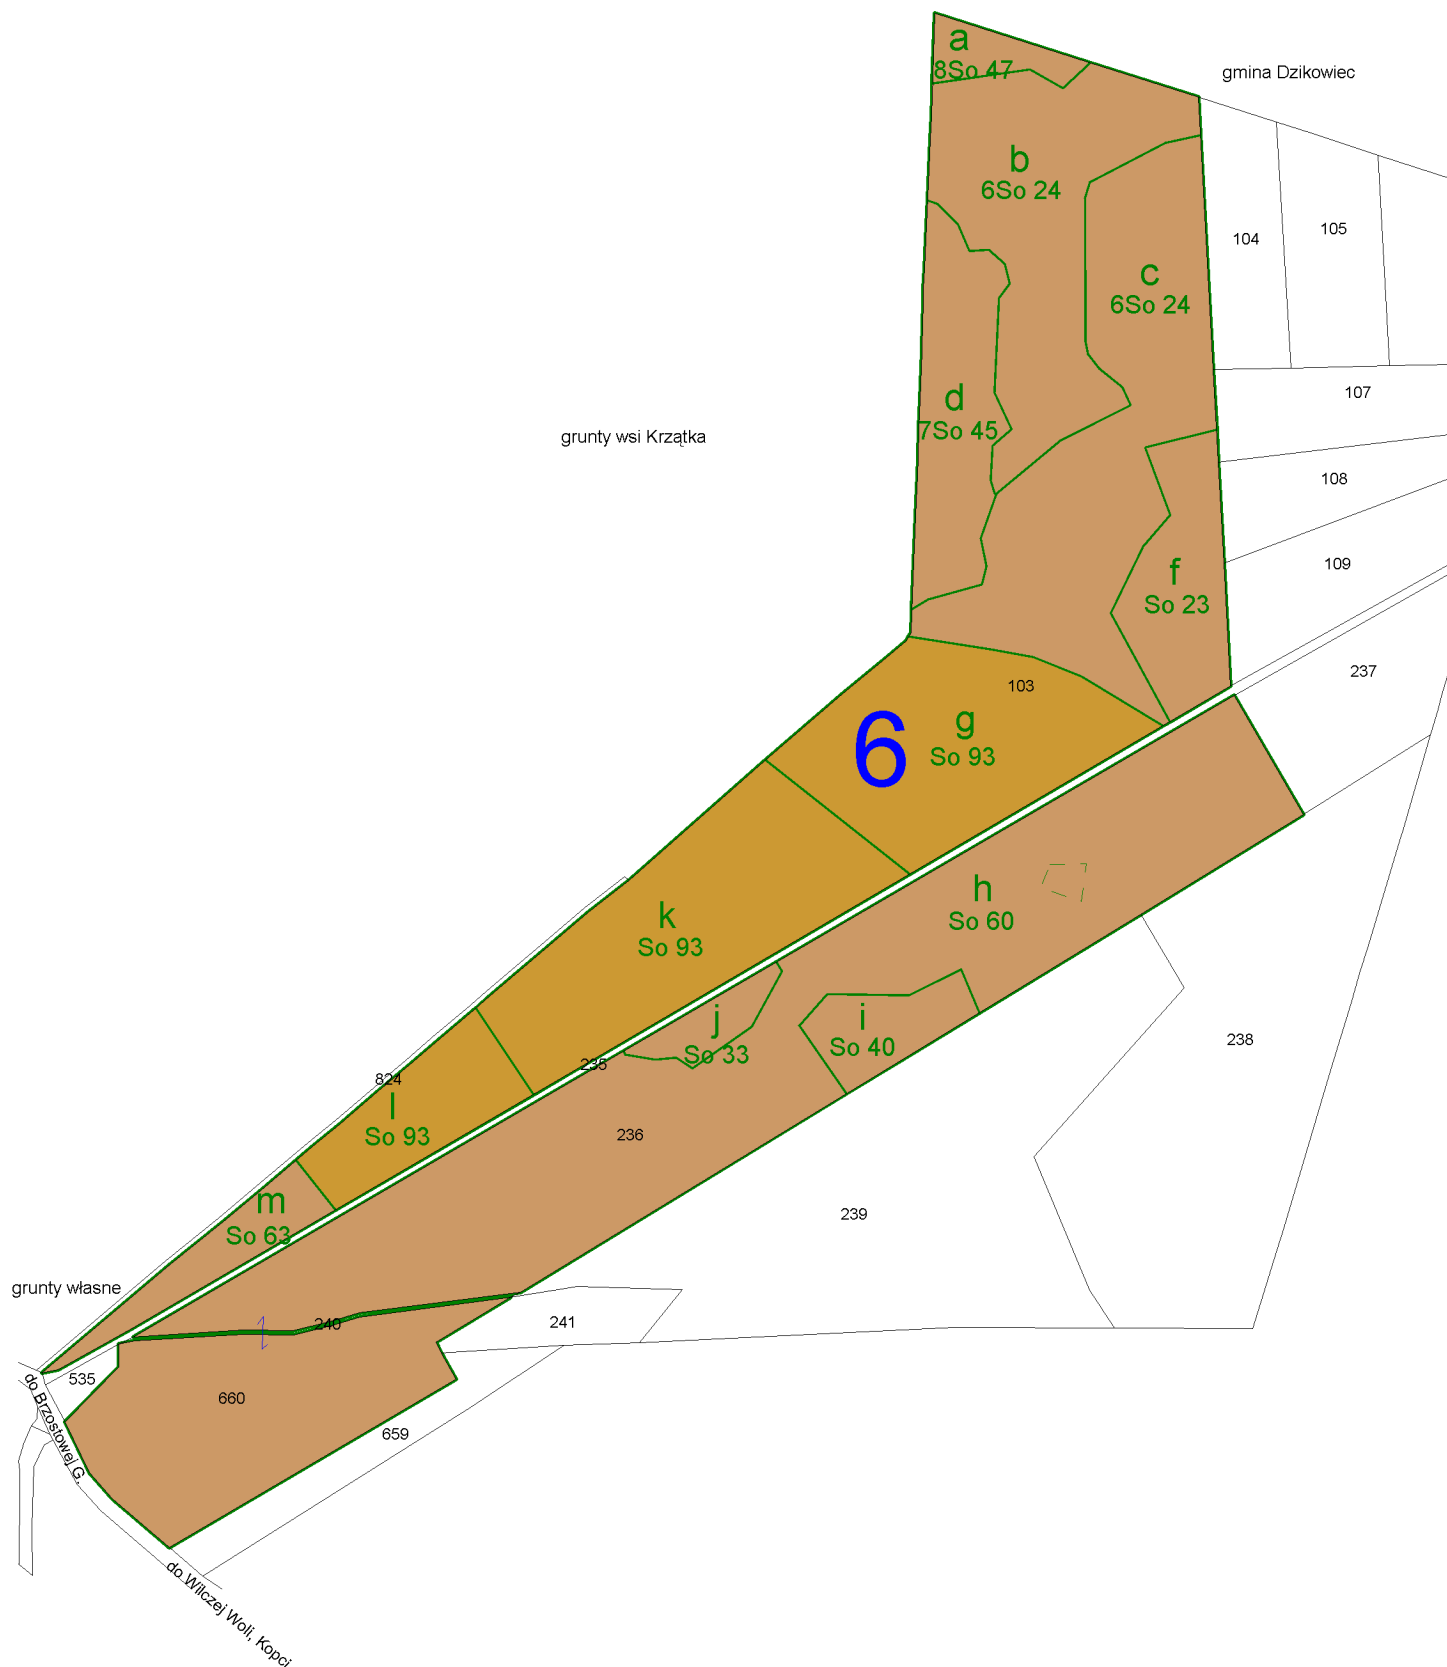 a
8So 47
gmina Dzikowiec
b
6So 24
104
105
c
6So 24
107
d
7So 45
grunty wsi Krzątka
108
109
f
So 23
103
237
6
g
So 93
h
So 60
k
So 93
j
So 33
i
So 40
238
235
824
l
So 93
236
m
So 63
239
grunty własne
240
241
535
660
do Brzostowej G.
659
do Wilczej Woli, Kopci